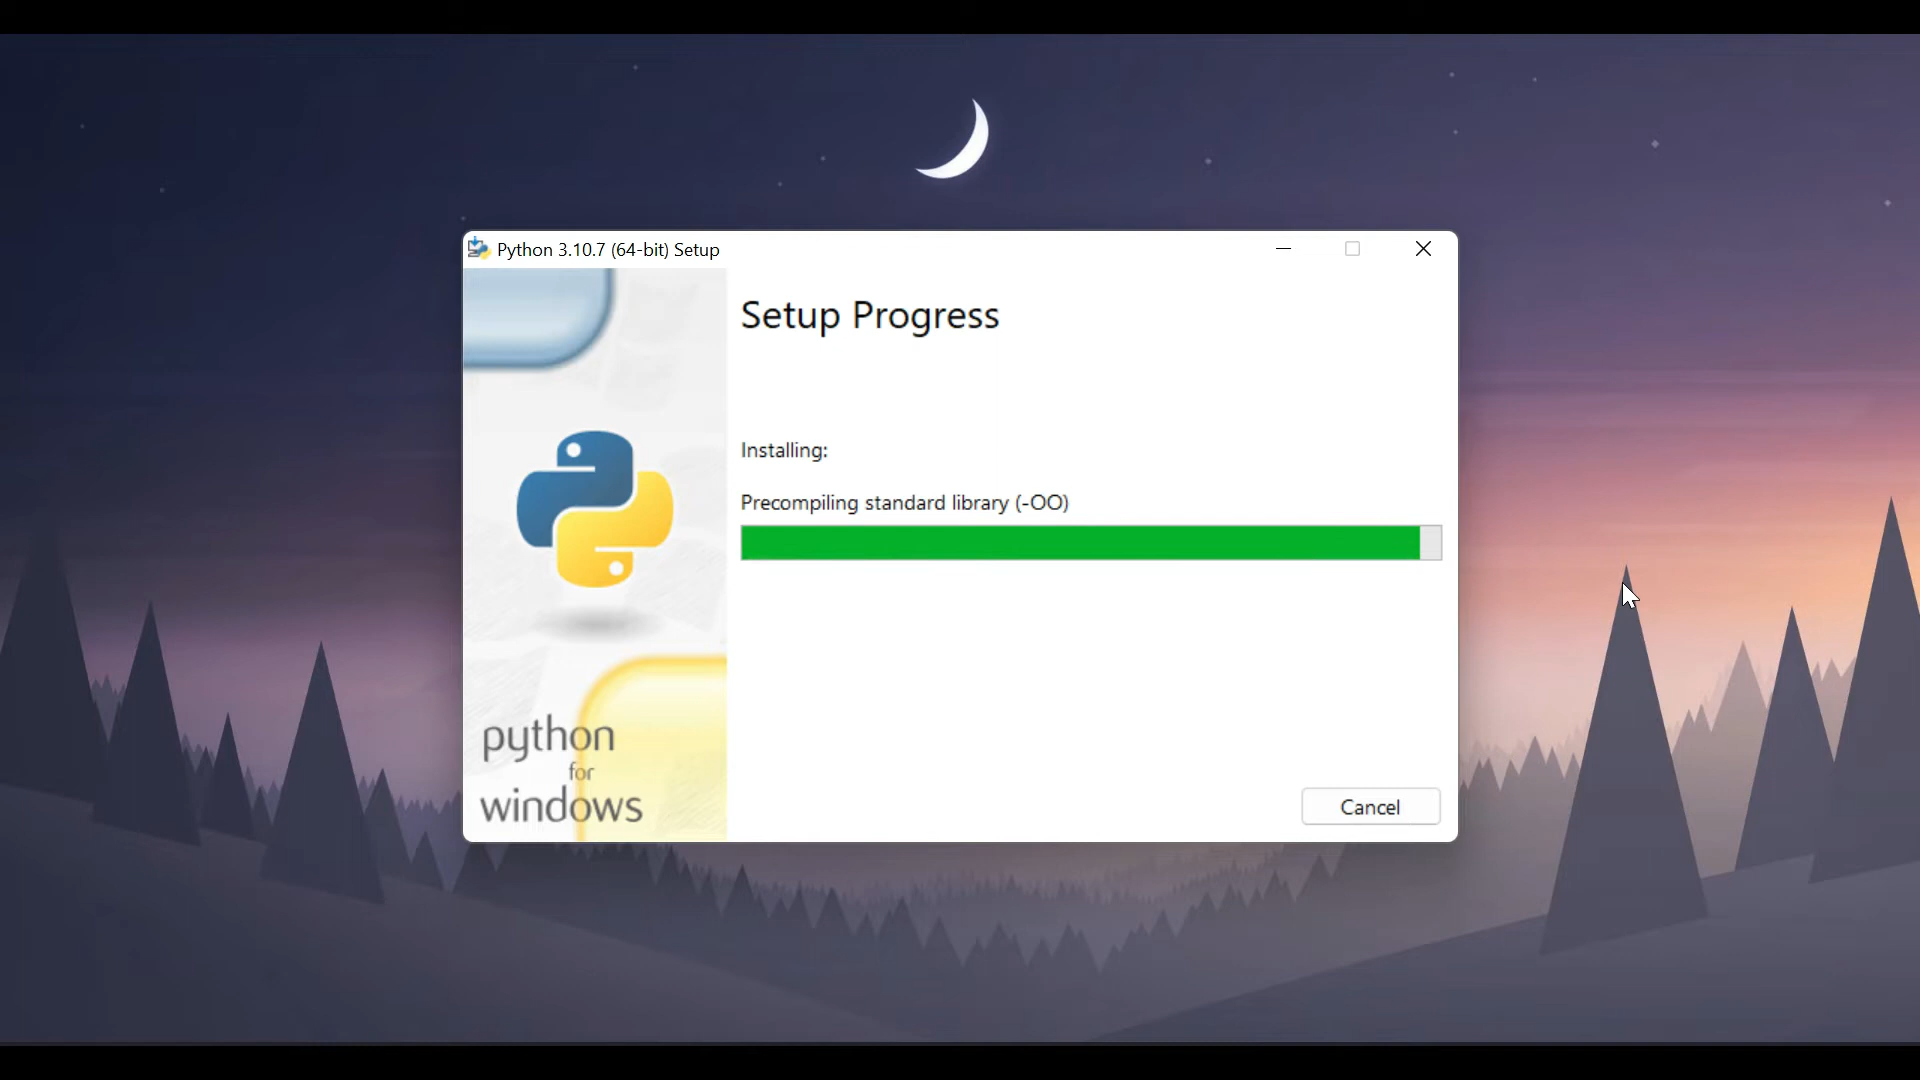 Python 3.10.7 (64-bit) Setup
Setup Progress
Installing:
Precompiling standard library (-OO)
python
for
windows
Cancel